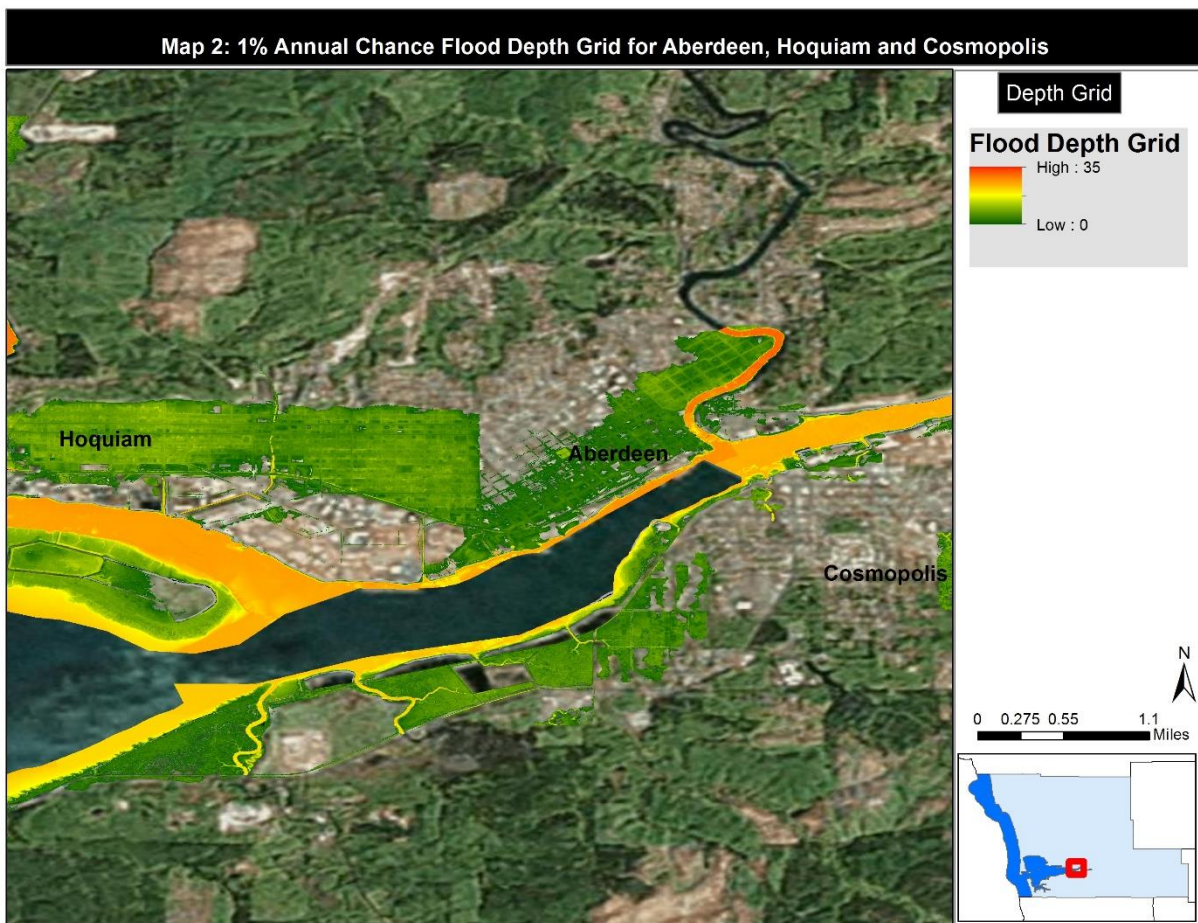 Map 2: 1% Annual Chance Flood Depth Grid for Aberdeen, Hoquiam and Cosmopolis
Depth Grid
Flood Depth Grid
High : 35
Low : 0
Hoquiam
Aberdeen
Cosmopolis
N
0 0.275 0.55 1.1
Miles